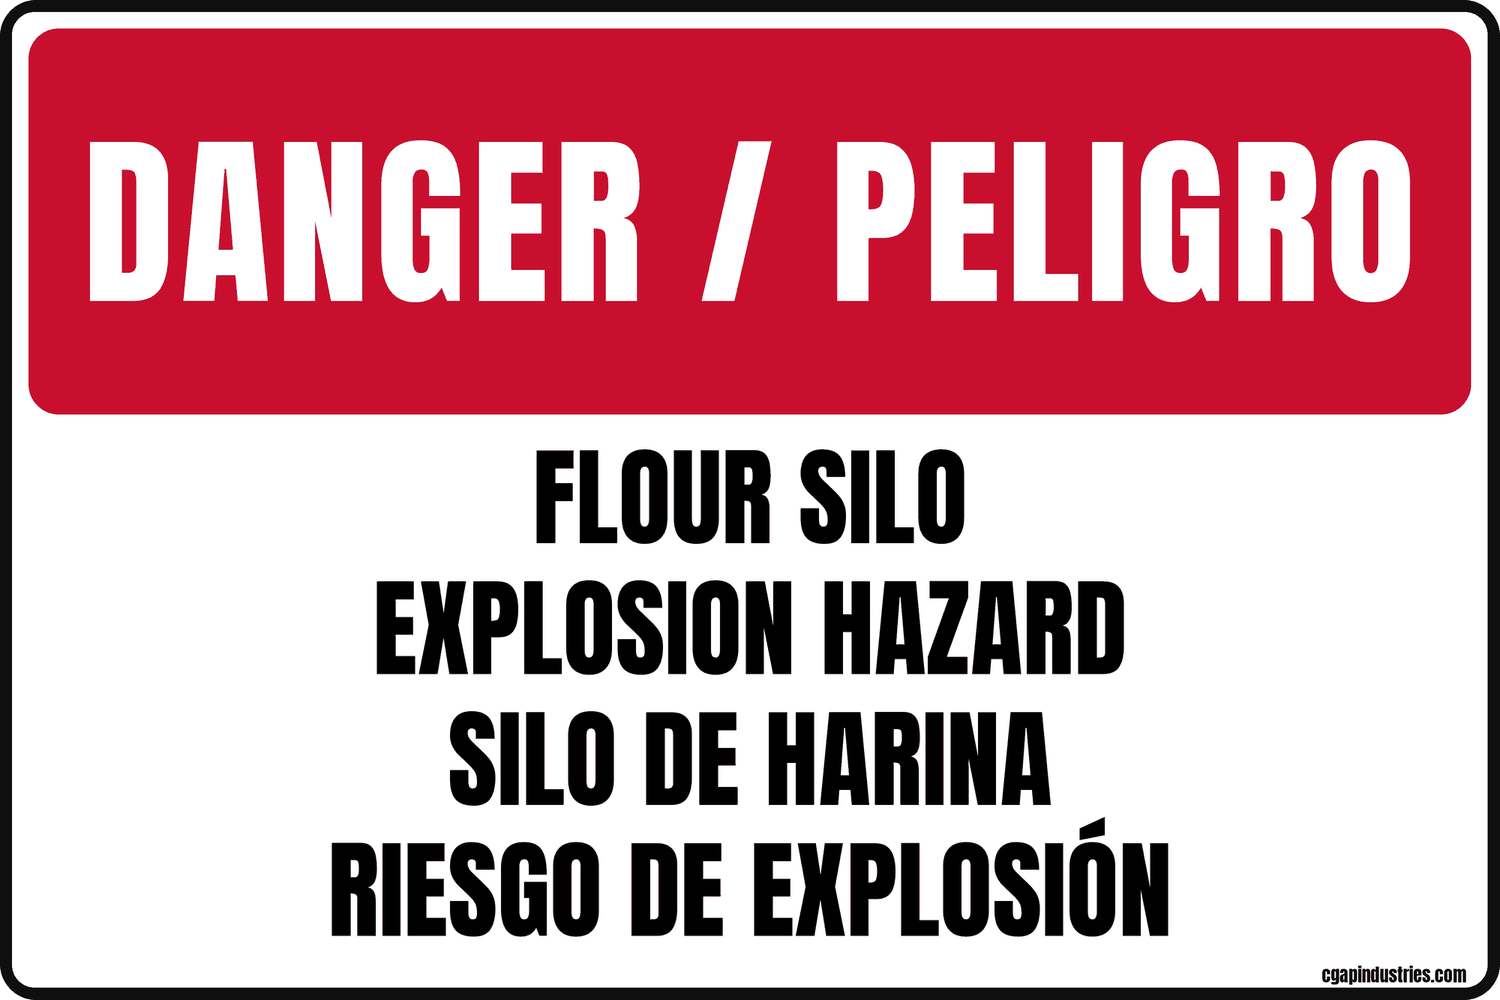 DANGER / PELIGRO
FLOUR SILO
EXPLOSION HAZARD
SILO DE HARINA
RIESGO DE EXPLOSIÓN
cgapindustries.com